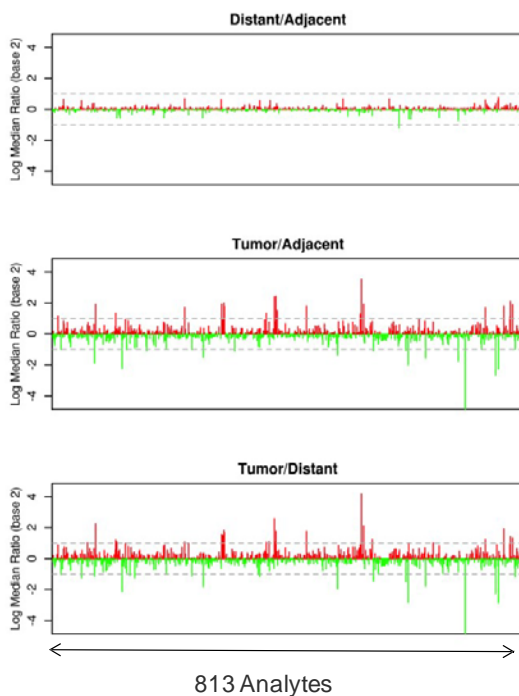 Distant/Adjacent
Log Median Ratio (base 2)
4
2
0
-2
-4
Tumor/Adjacent
Log Median Ratio (base 2)
4
2
0
-2
-4
Tumor/Distant
Log Median Ratio (base 2)
4
2
0
-2
-4
813 Analytes